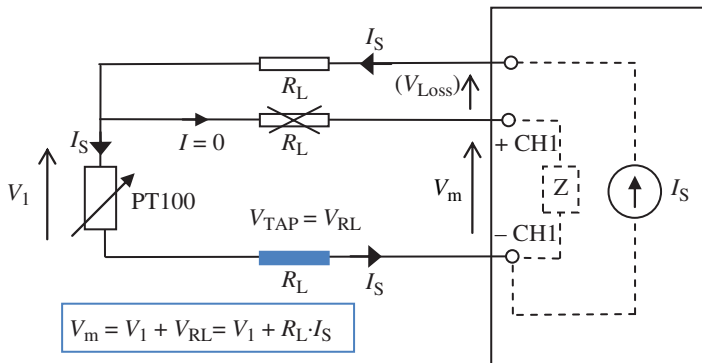 I_S
R_L
(V_Loss)
I_S
I = 0
R_L
+ CH1
V_1
PT100
V_m
Z
I_S
V_TAP = V_RL
– CH1
R_L
I_S
V_m = V_1 + V_RL= V_1 + R_L·I_S